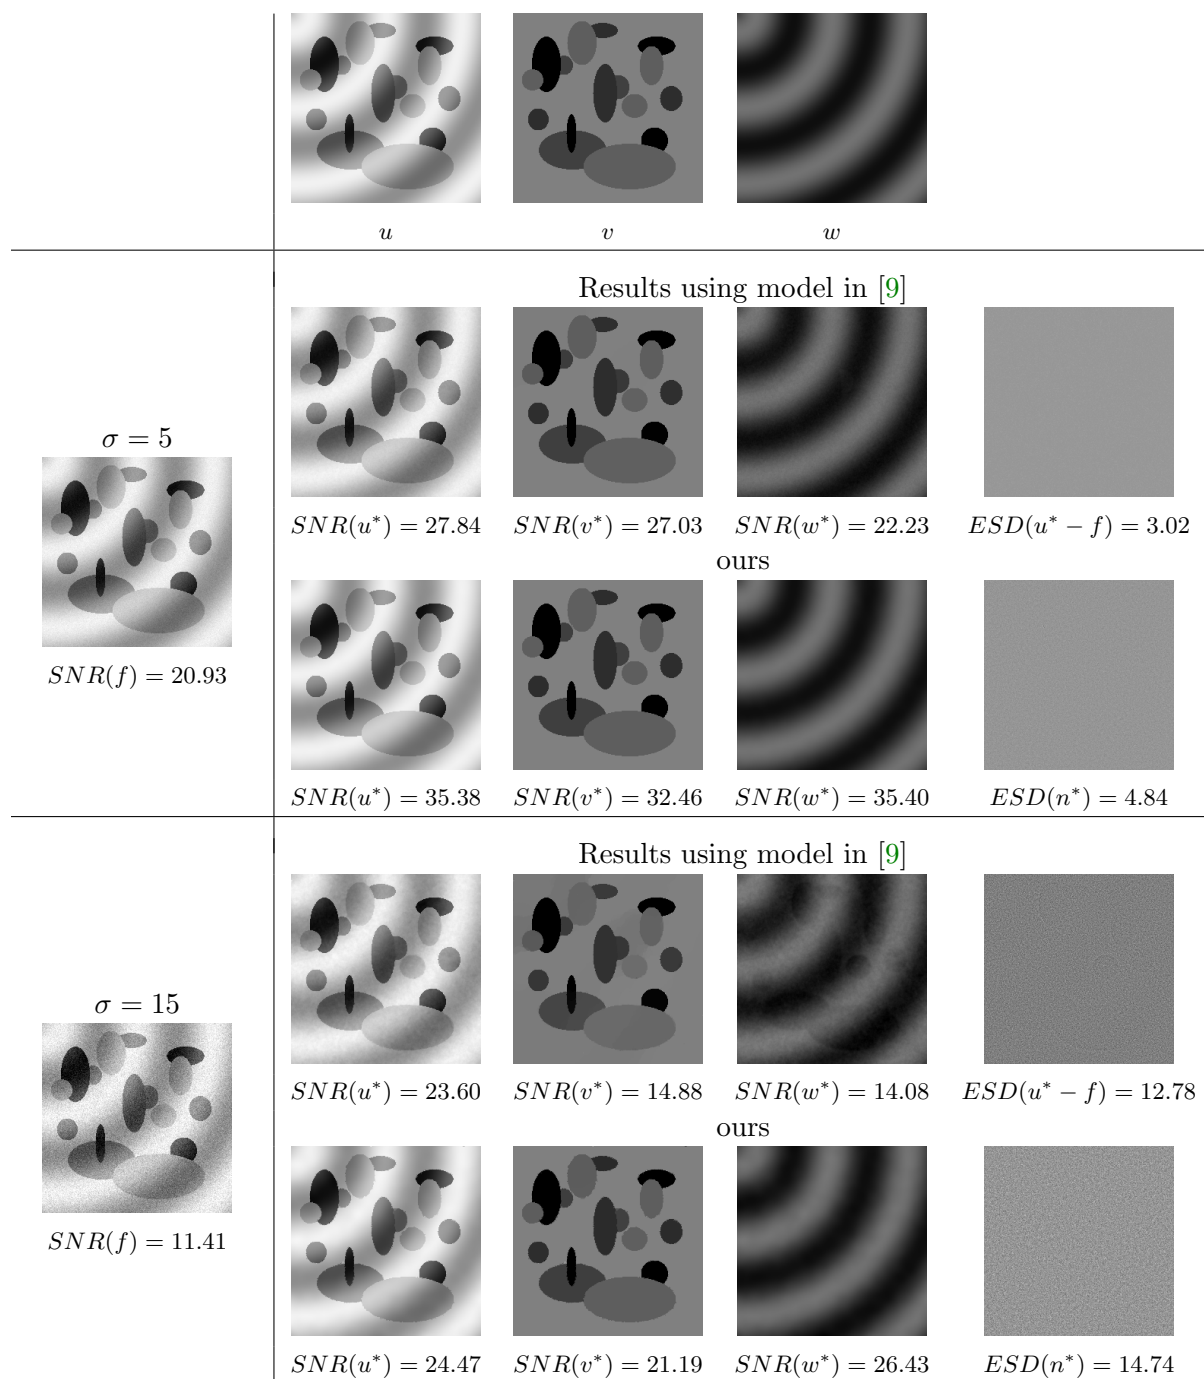 u v w
Results using model in [9]
σ = 5
SNR(f) = 20.93
SNR(u*) = 27.84 SNR(v*) = 27.03 SNR(w*) = 22.23 ESD(u* − f) = 3.02
ours
SNR(u*) = 35.38 SNR(v*) = 32.46 SNR(w*) = 35.40 ESD(n*) = 4.84
Results using model in [9]
σ = 15
SNR(f) = 11.41
SNR(u*) = 23.60 SNR(v*) = 14.88 SNR(w*) = 14.08 ESD(u* − f) = 12.78
ours
SNR(u*) = 24.47 SNR(v*) = 21.19 SNR(w*) = 26.43 ESD(n*) = 14.74